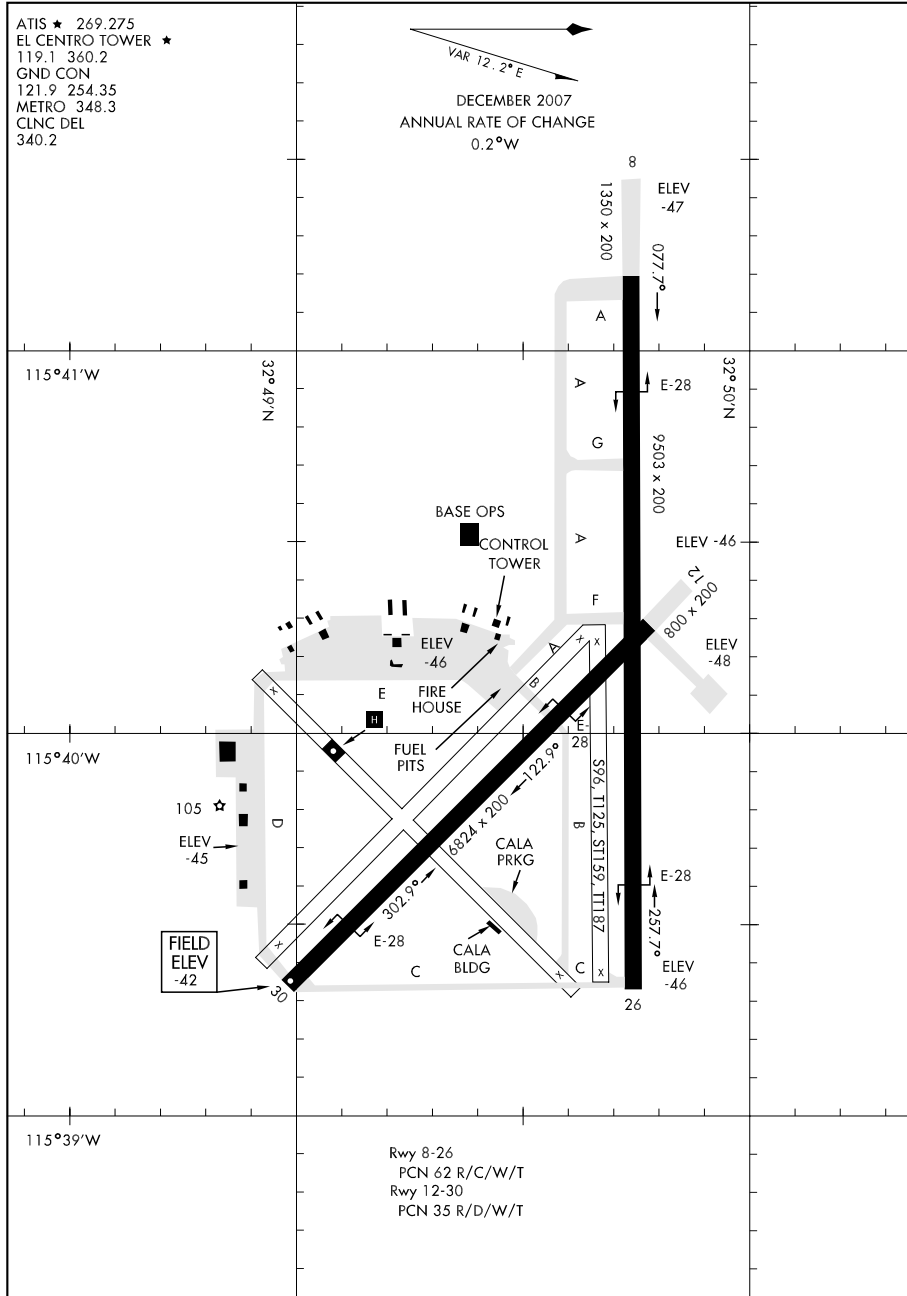 ATIS ★ 269.275
EL CENTRO TOWER ★
119.1 360.2
GND CON
121.9 254.35
METRO 348.3
CLNC DEL
340.2
VAR 12.2° E
DECEMBER 2007
ANNUAL RATE OF CHANGE
0.2°W
8
1350 x 200
ELEV
-47
077.7°
A
115°41'W
32°49'N
32°50'N
A
E-28
G
9503 x 200
BASE OPS
CONTROL
TOWER
A
ELEV -46
F
12
800 x 200
ELEV
-48
ELEV
-46
A
x
x
B
E
FIRE
HOUSE
x
H
E-
28
FUEL
PITS
115°40'W
122.9°
S96, T125, ST159, TT187
105
D
6824 x 200
B
ELEV
-45
CALA
PRKG
302.9°
E-28
257.7°
FIELD
ELEV
-42
x
E-28
CALA
BLDG
C
x
C
x
ELEV
-46
30
26
115°39'W
Rwy 8-26
PCN 62 R/C/W/T
Rwy 12-30
PCN 35 R/D/W/T